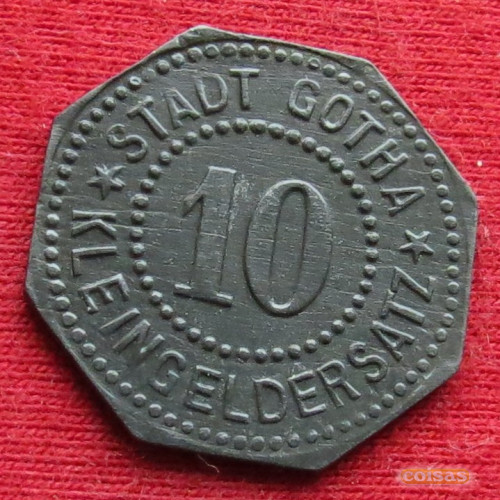 STADT GOTHA
10
KLEINGELDERSATZ
coisas